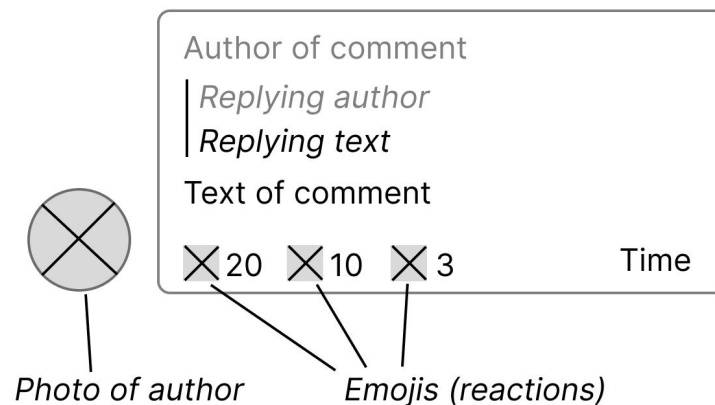 Author of comment
Replying author
Replying text
Text of comment
20 10 3 Time
Photo of author Emojis (reactions)